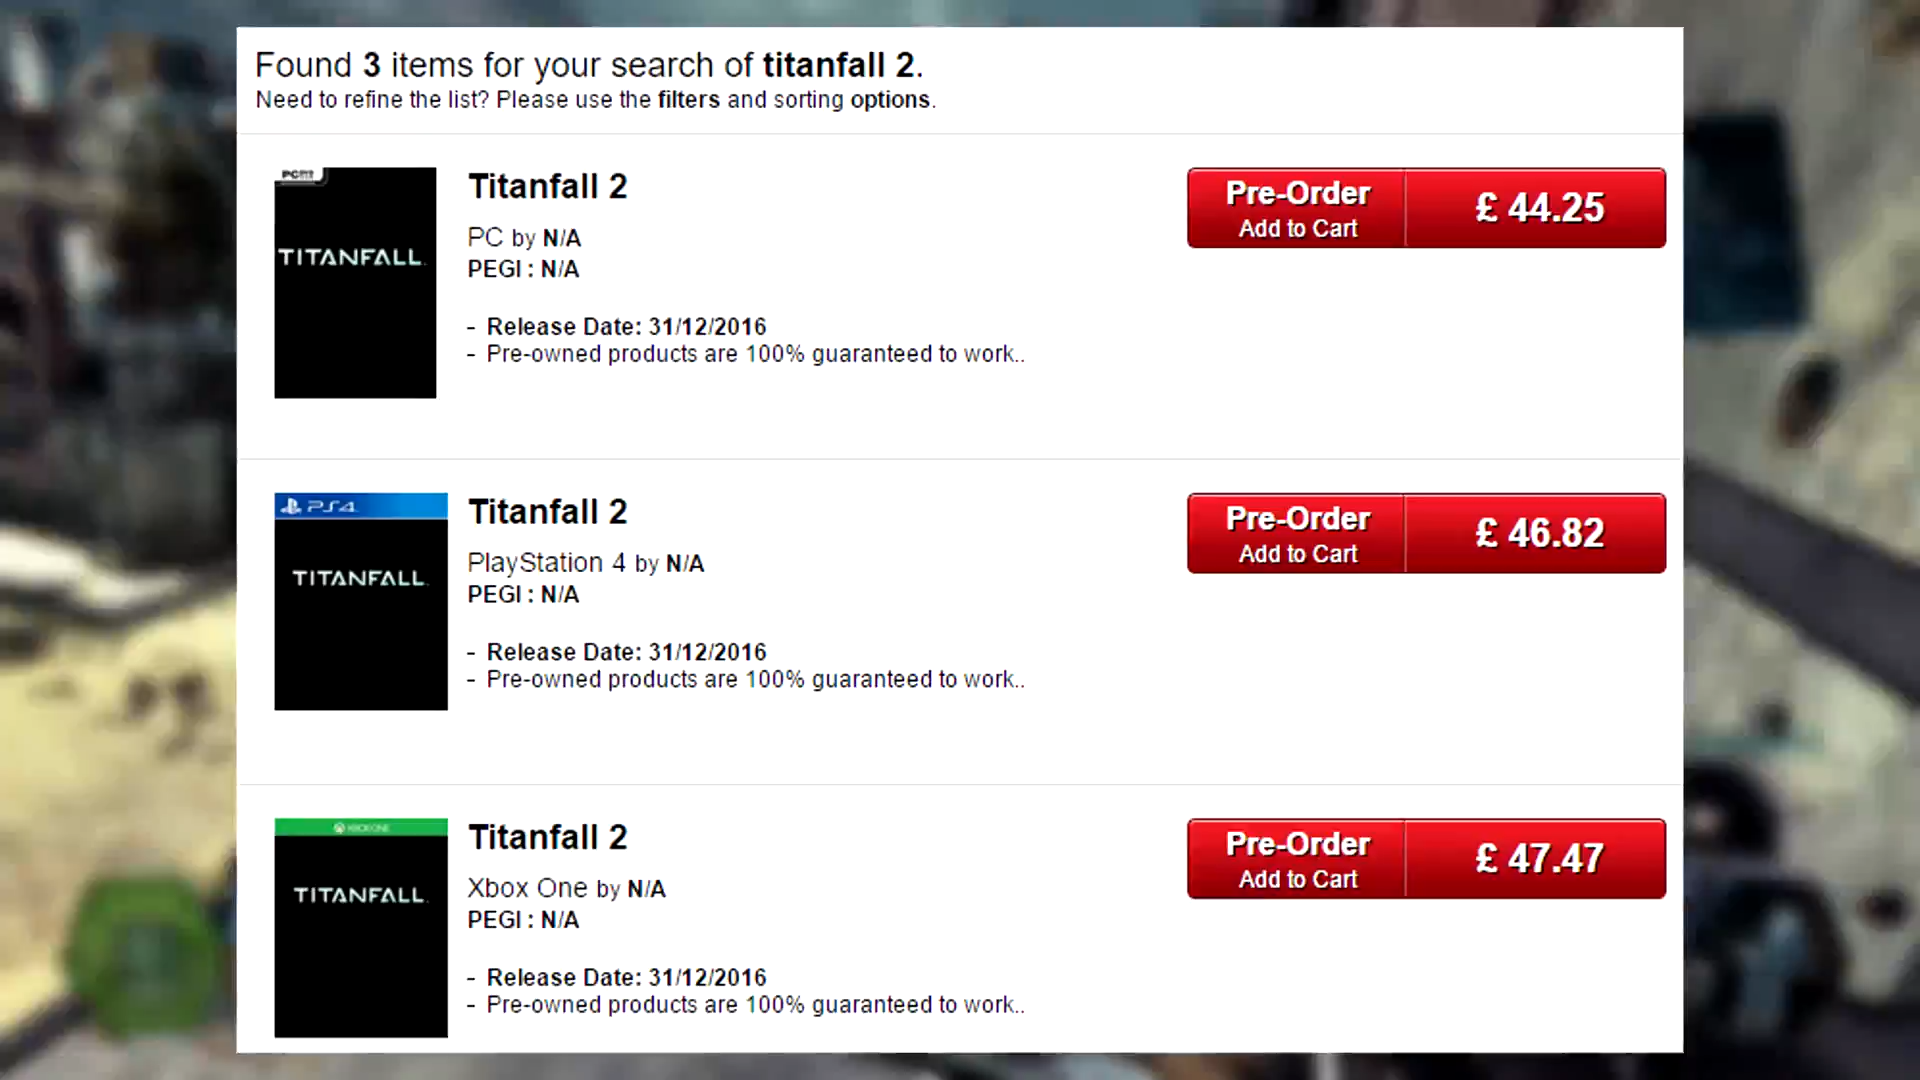 Found 3 items for your search of titanfall 2.
Need to refine the list? Please use the filters and sorting options.
PC
TITANFALL
Titanfall 2
PC by N/A
PEGI : N/A
- Release Date: 31/12/2016
- Pre-owned products are 100% guaranteed to work..
Pre-Order
Add to Cart
£ 44.25
PS4
TITANFALL
Titanfall 2
PlayStation 4 by N/A
PEGI : N/A
- Release Date: 31/12/2016
- Pre-owned products are 100% guaranteed to work..
Pre-Order
Add to Cart
£ 46.82
XBOX ONE
TITANFALL
Titanfall 2
Xbox One by N/A
PEGI : N/A
- Release Date: 31/12/2016
- Pre-owned products are 100% guaranteed to work..
Pre-Order
Add to Cart
£ 47.47